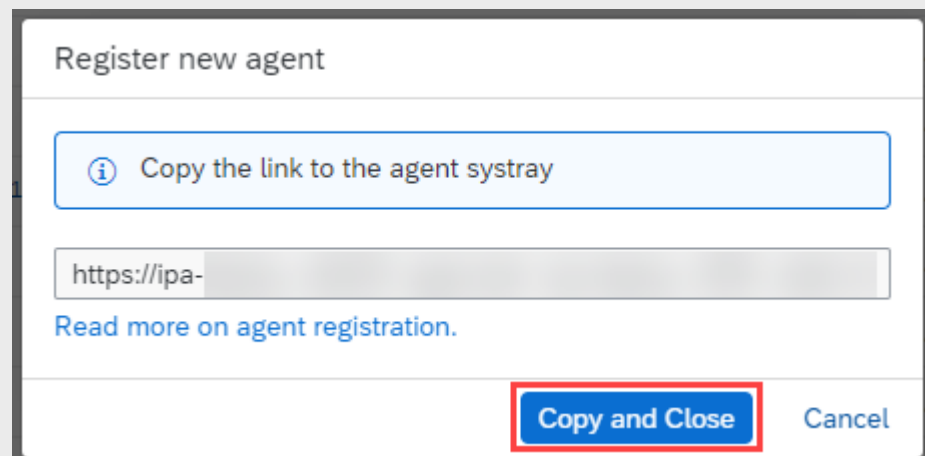 Register new agent
Copy the link to the agent systray
https://ipa-
Read more on agent registration.
Copy and Close Cancel